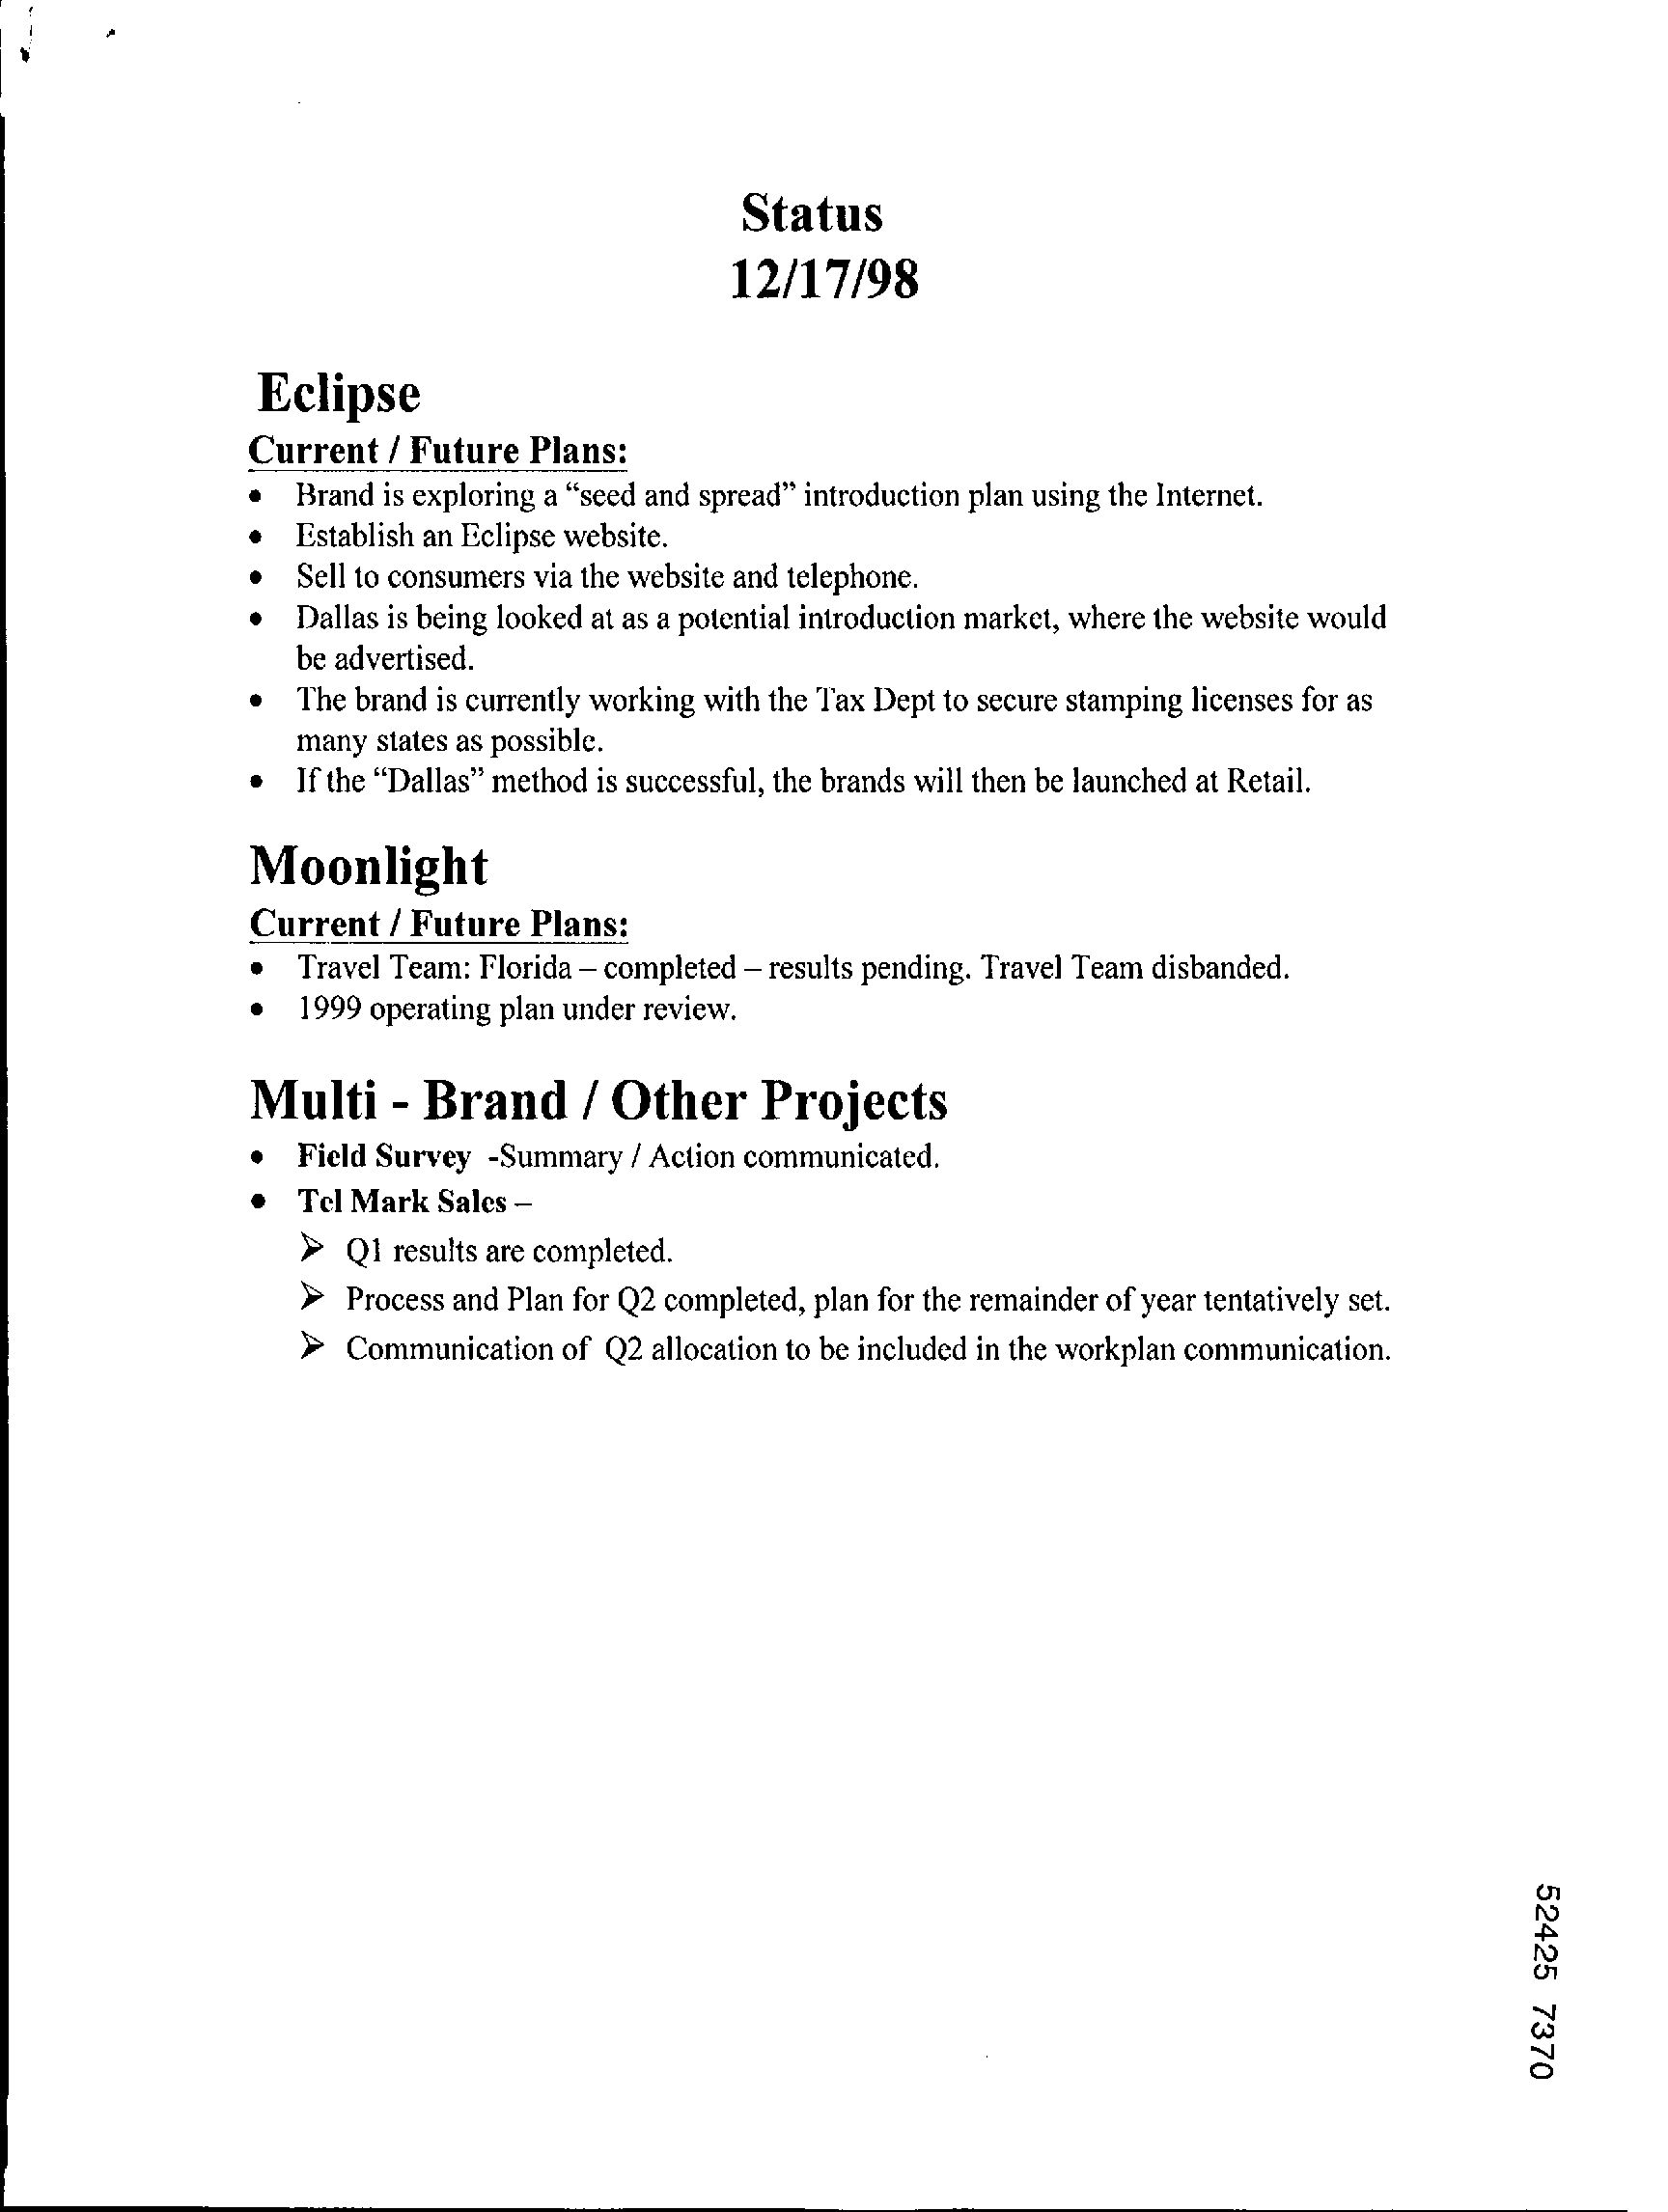 Status
12/17/98
Eclipse
Current / Future Plans:
• Brand is exploring a “seed and spread” introduction plan using the Internet.
• Establish an Eclipse website.
• Sell to consumers via the website and telephone.
• Dallas is being looked at as a potential introduction market, where the website would
be advertised.
• The brand is currently working with the Tax Dept to secure stamping licenses for as
many states as possible.
• If the “Dallas” method is successful, the brands will then be launched at Retail.
Moonlight
Current / Future Plans:
• Travel Team: Florida – completed – results pending. Travel Team disbanded.
• 1999 operating plan under review.
Multi - Brand / Other Projects
• Field Survey -Summary / Action communicated.
• Tel Mark Sales –
➢ Q1 results are completed.
➢ Process and Plan for Q2 completed, plan for the remainder of year tentatively set.
➢ Communication of Q2 allocation to be included in the workplan communication.
52425 7370